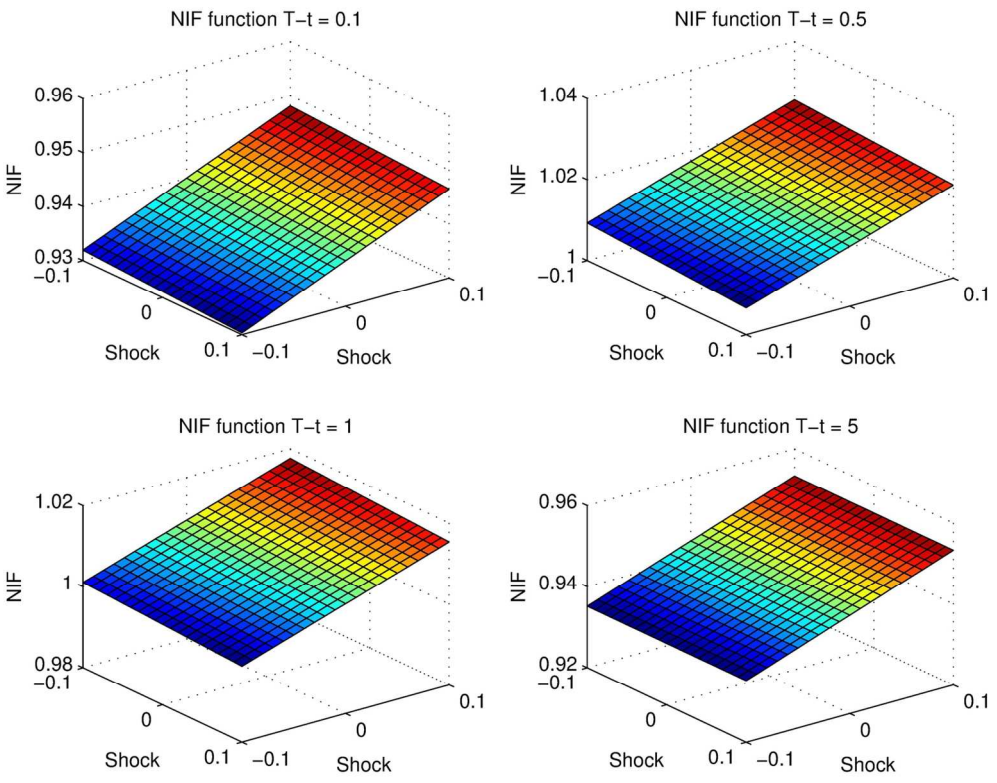 NIF function T−t = 0.1
0.96
0.95
0.94
0.93
NIF
−0.1
0
0.1
Shock
−0.1
0
0.1
Shock
NIF function T−t = 0.5
1.04
1.02
1
NIF
−0.1
0
0.1
Shock
−0.1
0
0.1
Shock
NIF function T−t = 1
1.02
1
0.98
NIF
−0.1
0
0.1
Shock
−0.1
0
0.1
Shock
NIF function T−t = 5
0.96
0.94
0.92
NIF
−0.1
0
0.1
Shock
−0.1
0
0.1
Shock